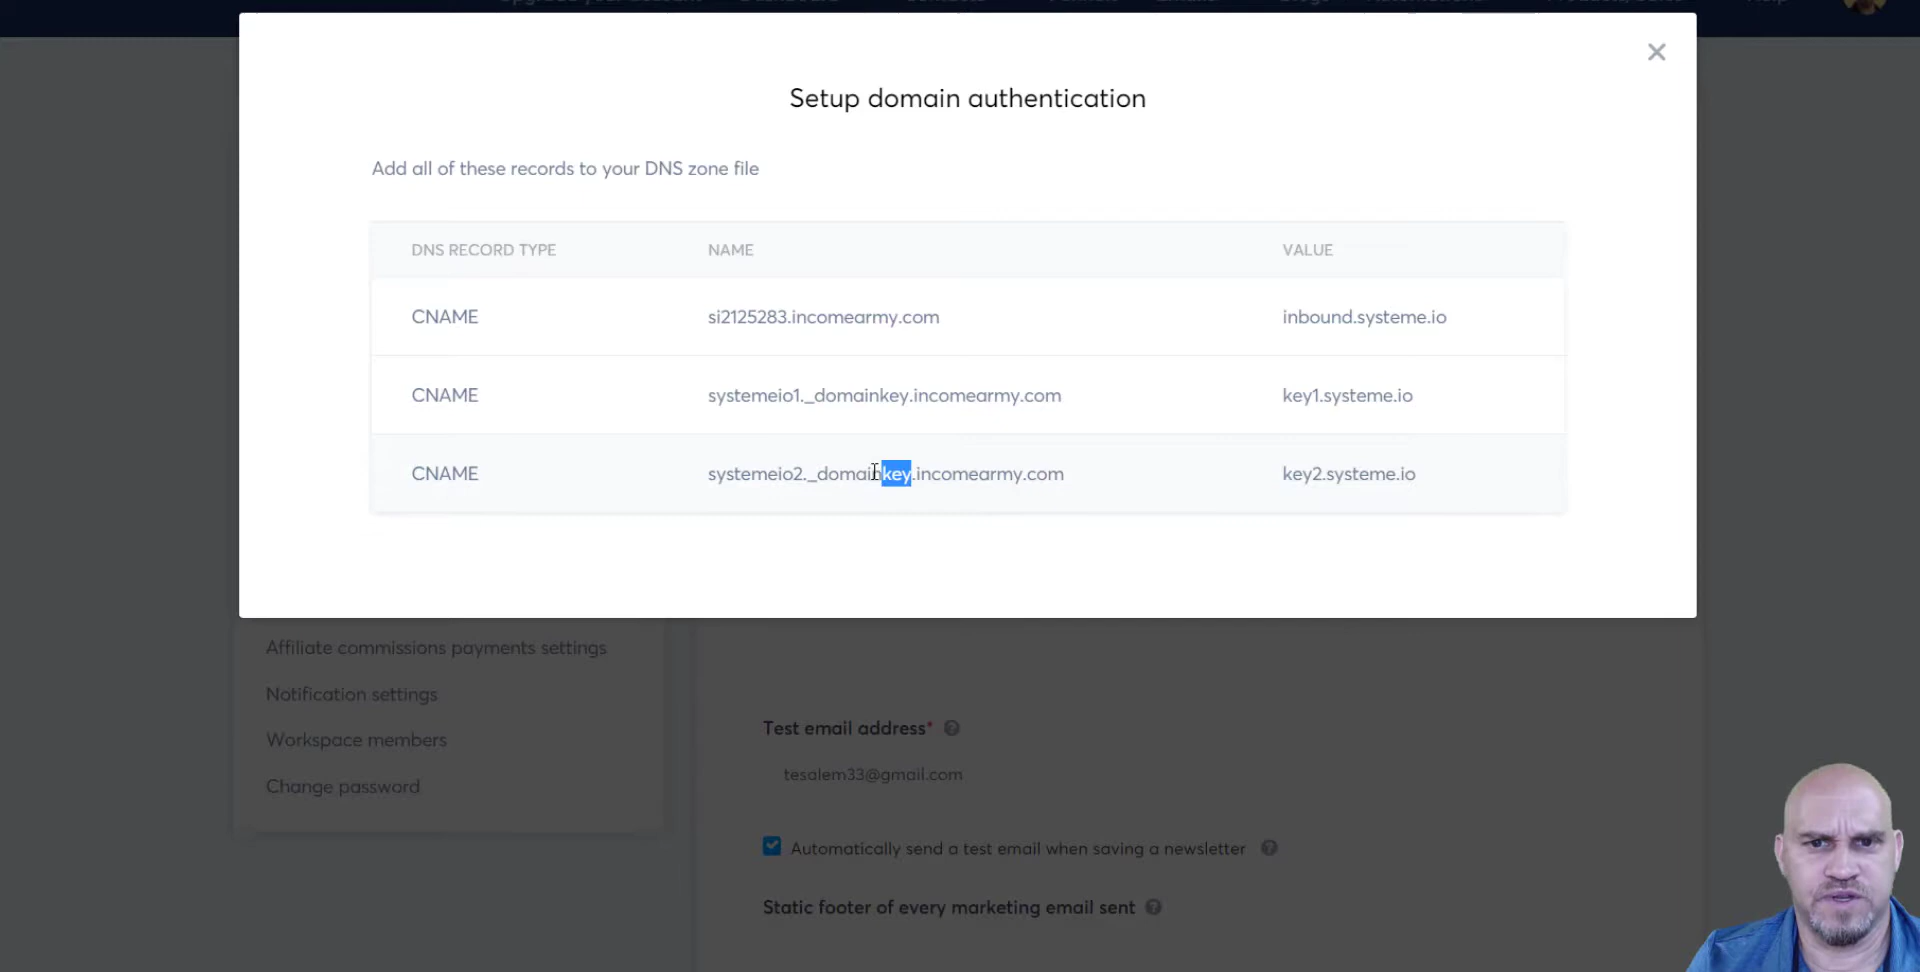 Setup domain authentication
Add all of these records to your DNS zone file
DNS RECORD TYPE NAME VALUE
CNAME si2125283.incomearmy.com inbound.systeme.io
CNAME systemeio1._domainkey.incomearmy.com key1.systeme.io
CNAME systemeio2._domainkey.incomearmy.com key2.systeme.io
Affiliate commissions payments settings
Notification settings
Workspace members
Change password
Test email address*
tesalem33@gmail.com
Automatically send a test email when saving a newsletter
Static footer of every marketing email sent